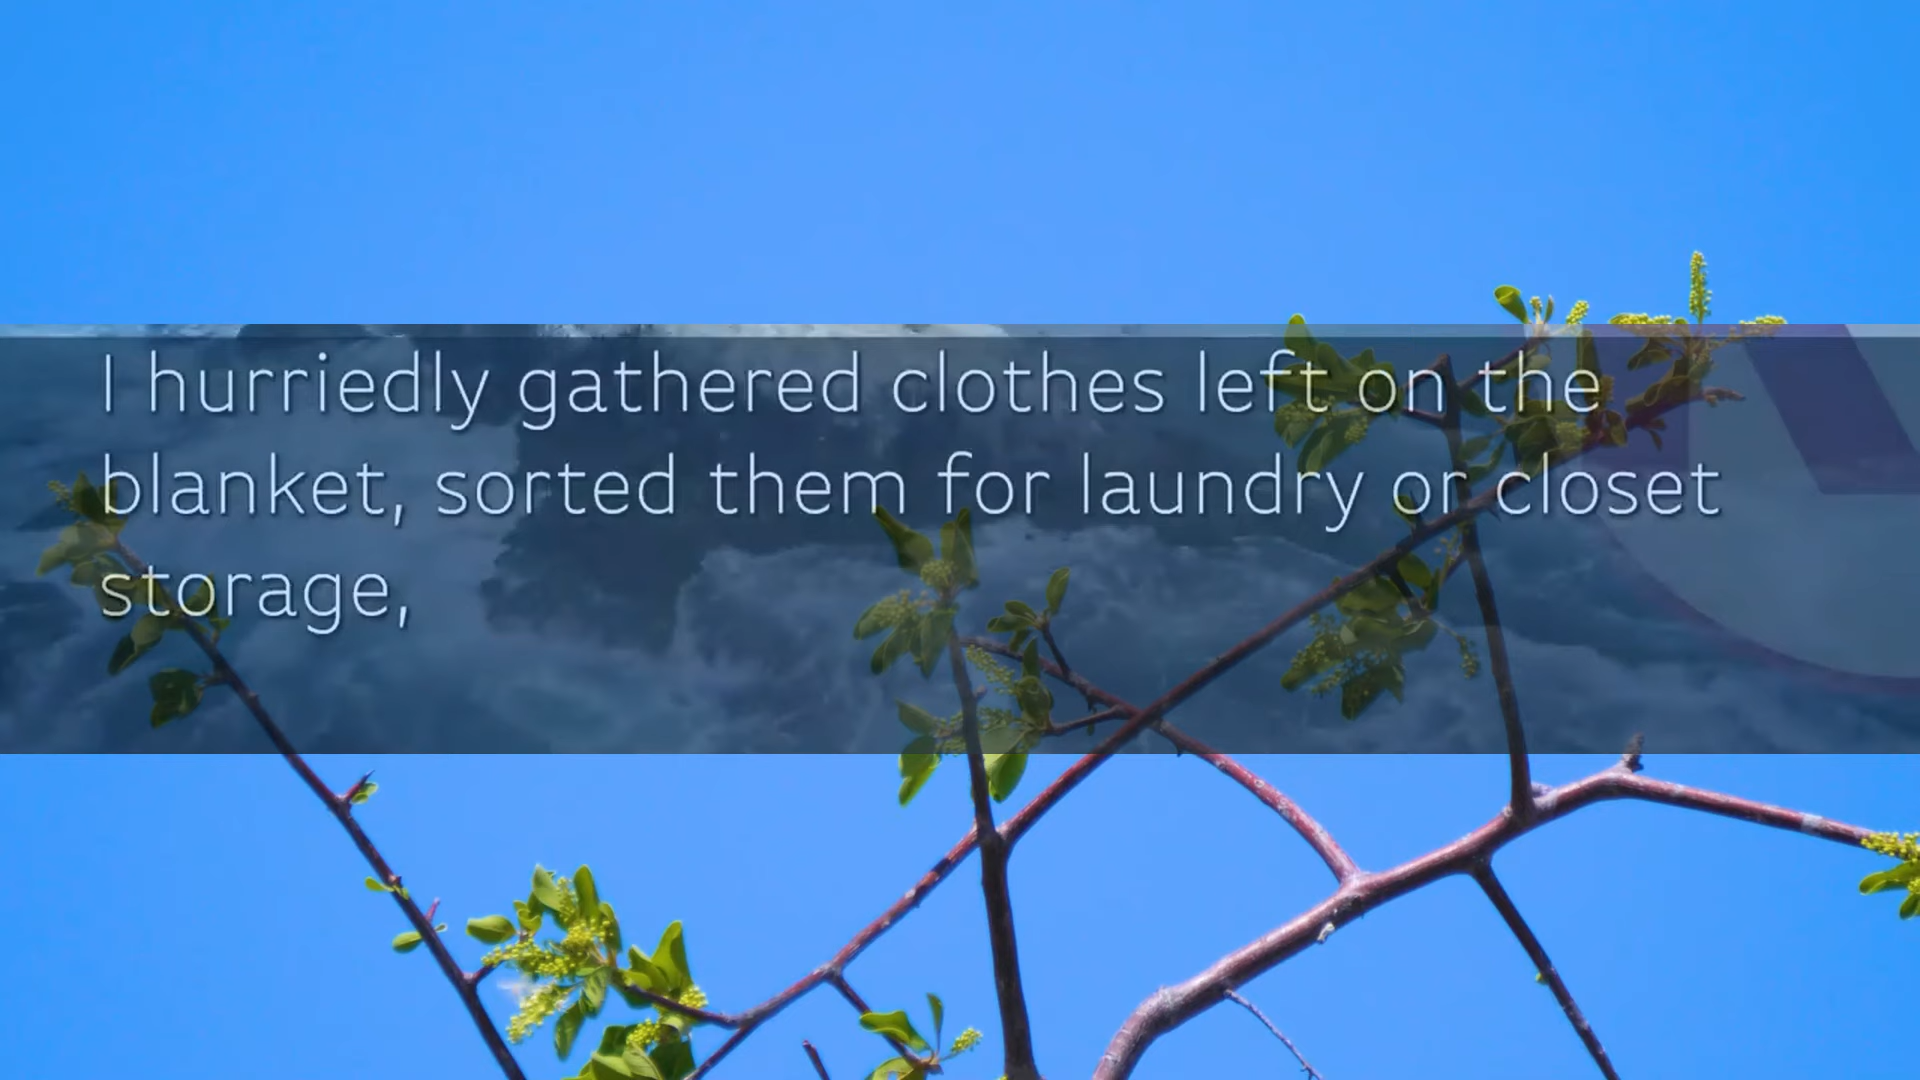 I hurriedly gathered clothes left on the
blanket, sorted them for laundry or closet
storage,